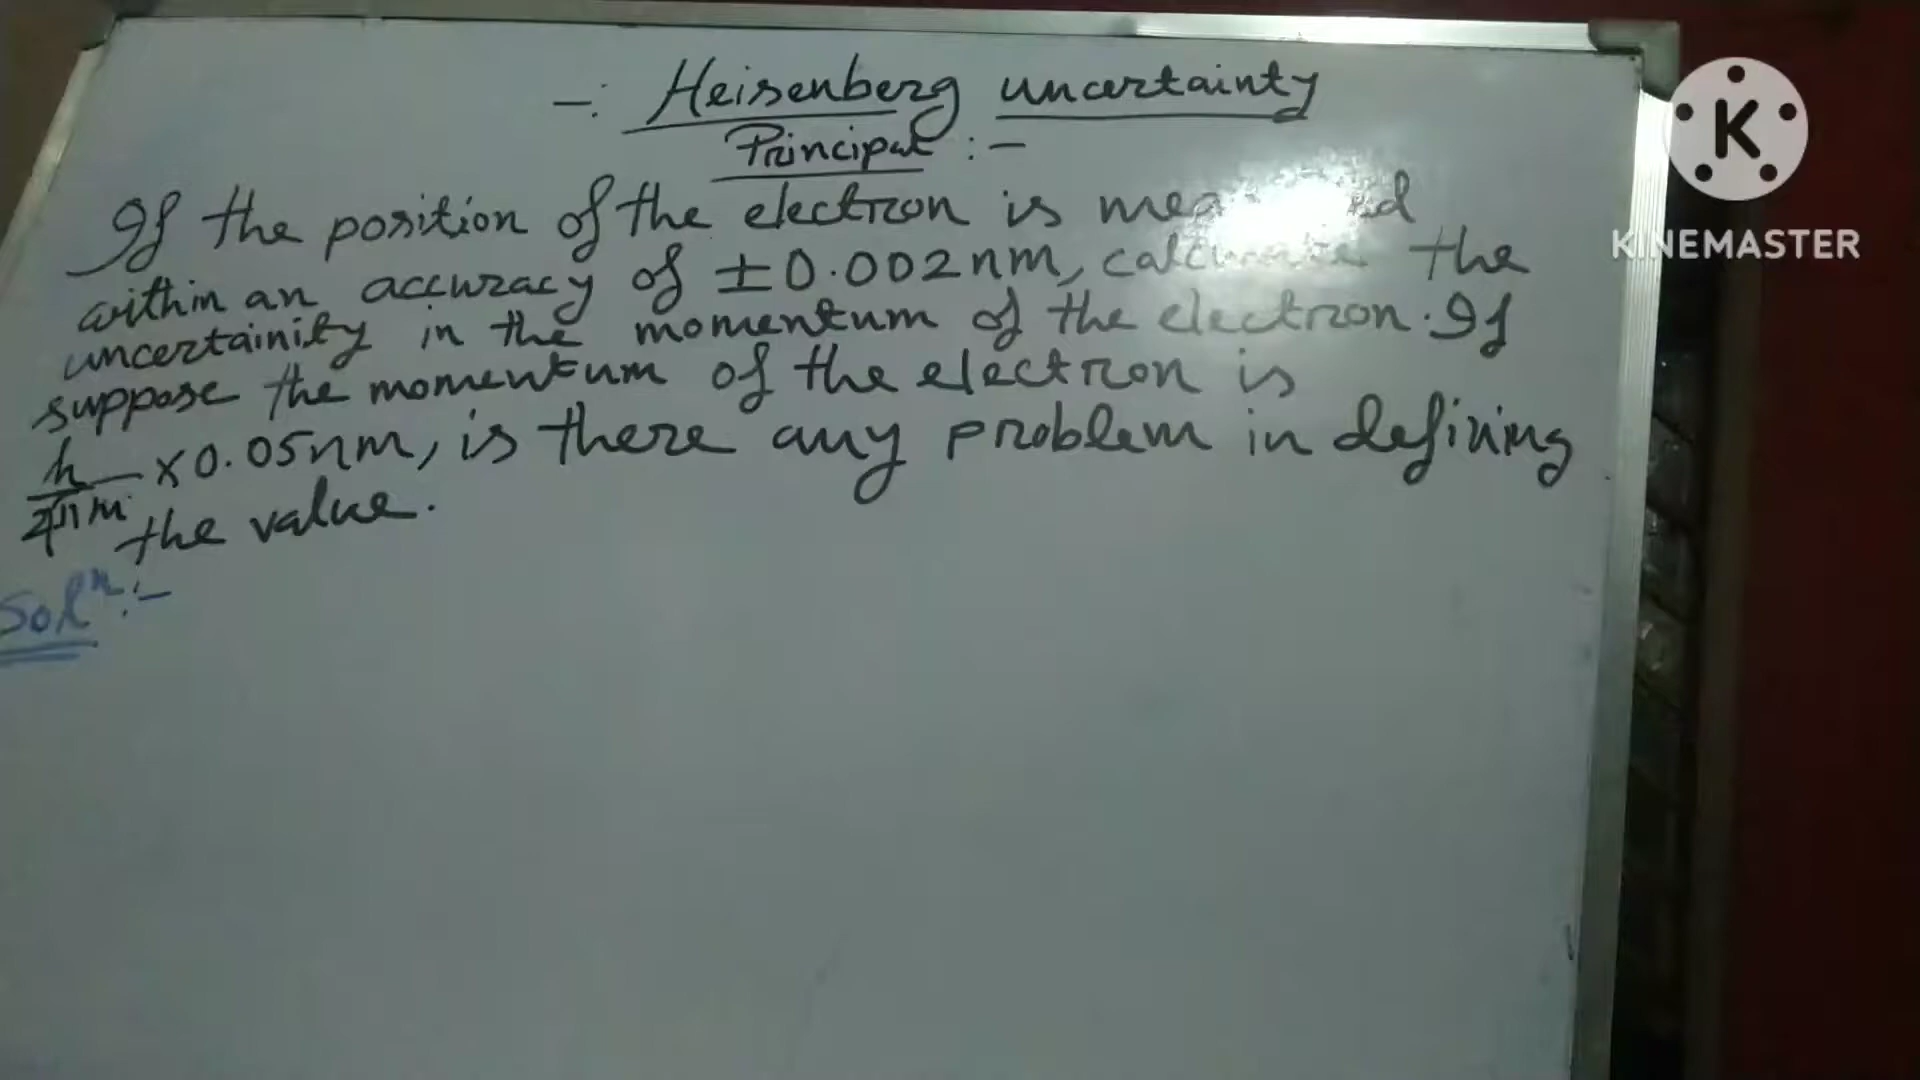 -: Heisenberg uncertainty
Principal :-
If the position of the electron is
within an accuracy of ±0.002nm, calculate the
uncertainity in the momentum of the electron. If
suppose the momentum of the electron is
h/4πm × 0.05nm, is there any problem in defining
the value.
Solⁿ:-
K
KINEMASTER